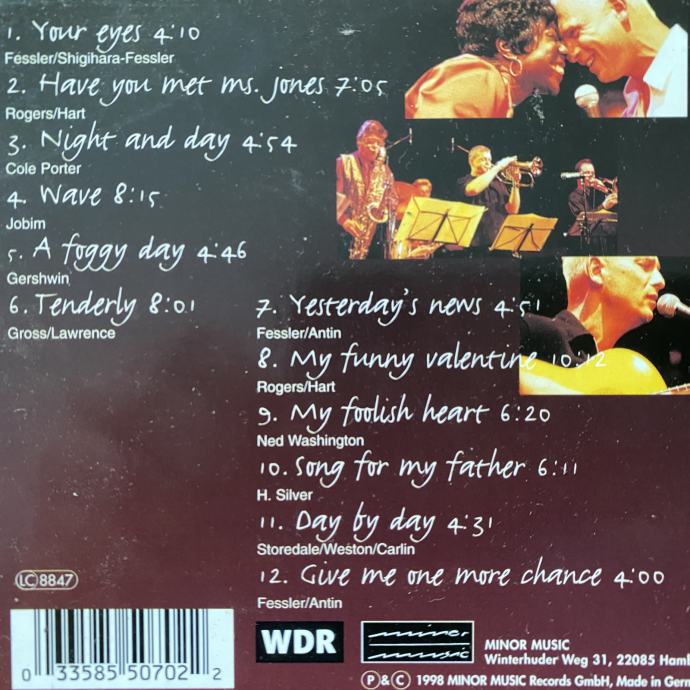 1. Your eyes 4:10
Fessler/Shigihara-Fessler
2. Have you met ms. Jones 7:05
Rogers/Hart
3. Night and day 4:54
Cole Porter
4. Wave 8:15
Jobim
5. A foggy day 4:46
Gershwin
6. Tenderly 8:01
Gross/Lawrence
7. Yesterday's news 4:51
Fessler/Antin
8. My funny valentine 10:12
Rogers/Hart
9. My foolish heart 6:20
Ned Washington
10. Song for my father 6:11
H. Silver
11. Day by day 4:31
Storedale/Weston/Carlin
12. Give me one more chance 4:00
Fessler/Antin
LC 8847
0 33585 50702 2
WDR
minor music
MINOR MUSIC
Winterhuder Weg 31, 22085 Haml
P & C 1998 MINOR MUSIC Records GmbH, Made in Gern